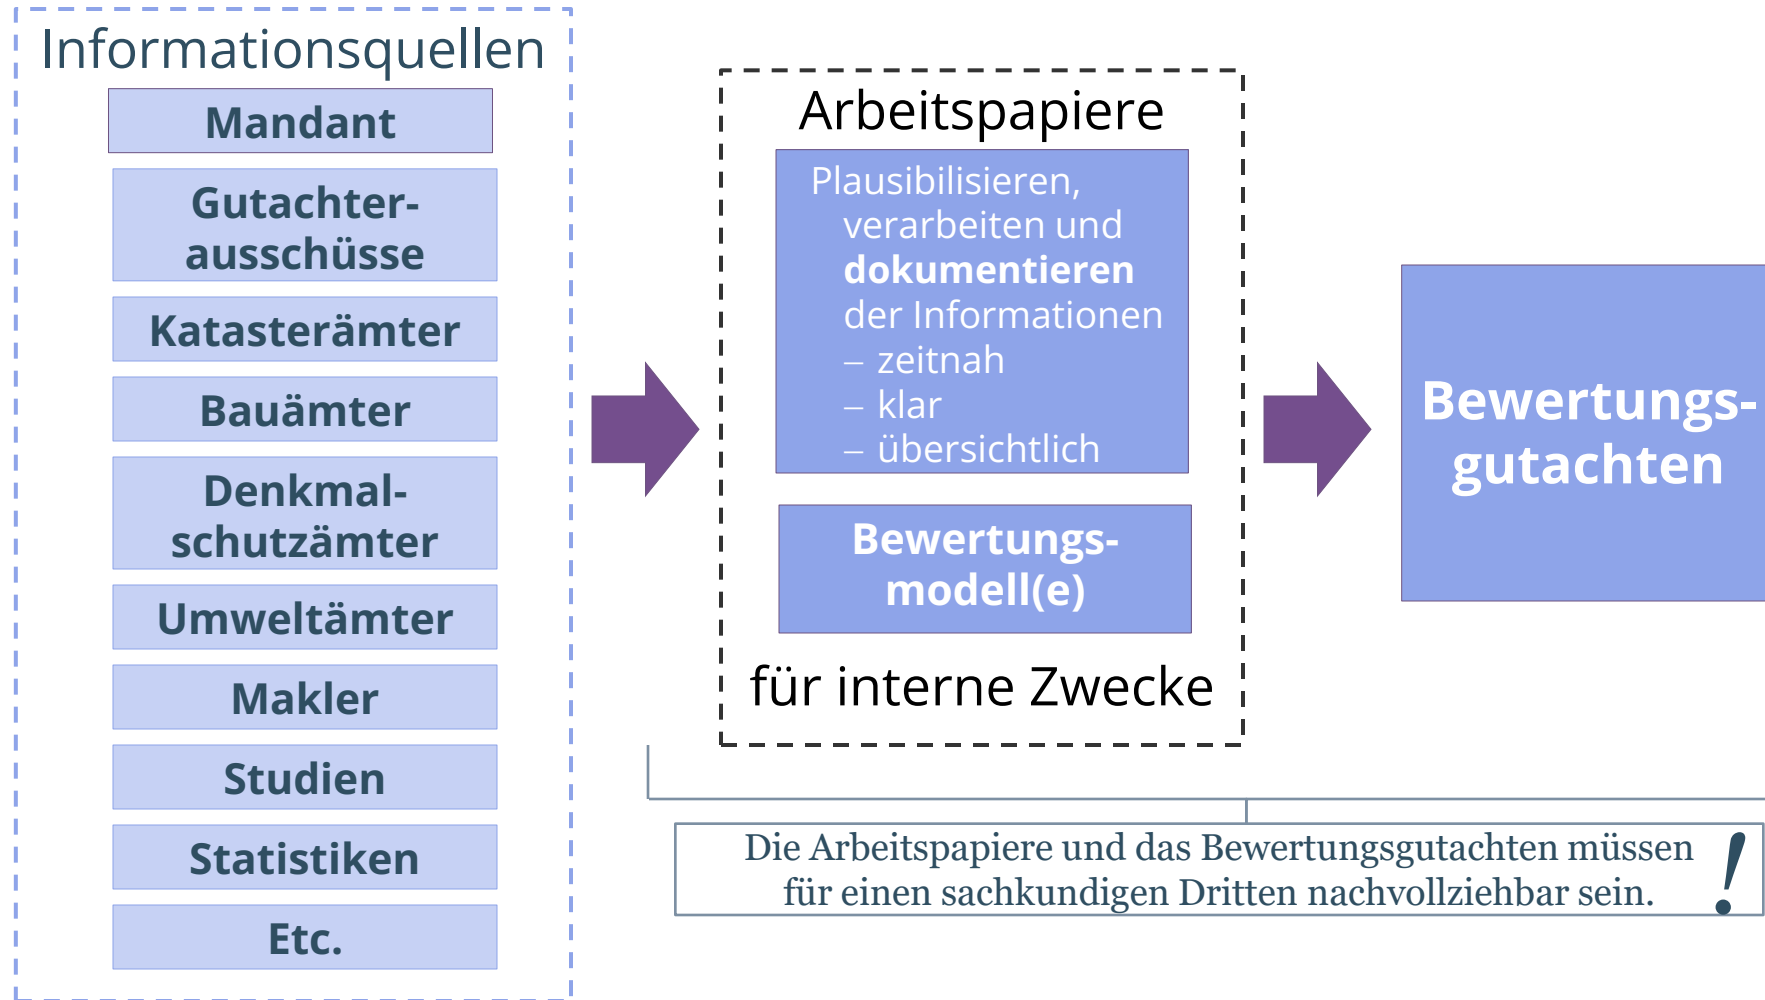 Informationsquellen
Mandant
Gutachter-
ausschüsse
Katasterämter
Bauämter
Denkmal-
schutzämter
Umweltämter
Makler
Studien
Statistiken
Etc.
Arbeitspapiere
Plausibilisieren,
verarbeiten und
dokumentieren
der Informationen
– zeitnah
– klar
– übersichtlich
Bewertungs-
modell(e)
für interne Zwecke
Bewertungs-
gutachten
Die Arbeitspapiere und das Bewertungsgutachten müssen
für einen sachkundigen Dritten nachvollziehbar sein.
!